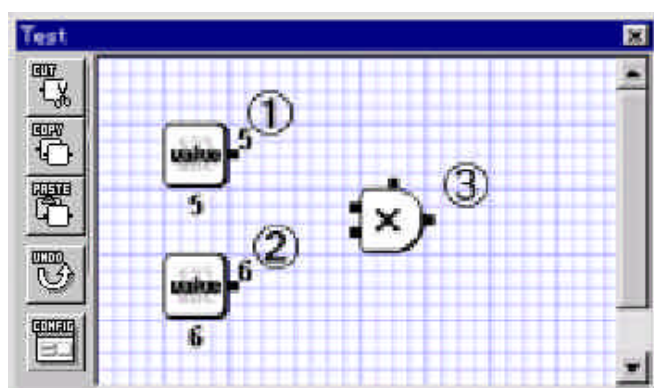 Test
CUT
COPY
PASTE
UNDO
CONFIG
①
value
5
5
②
value
6
6
×
③